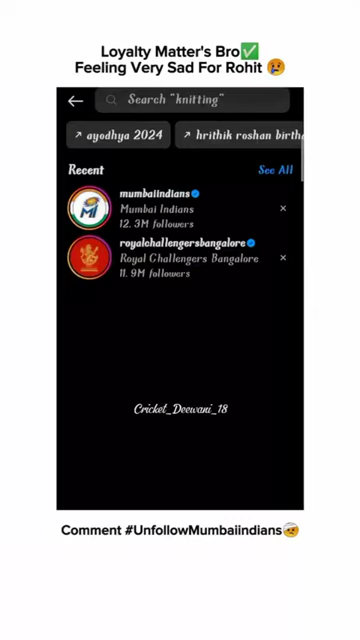 Loyalty Matter's Bro✅
Feeling Very Sad For Rohit 😢
Search "knitting"
↗ ayodhya 2024
↗ hrithik roshan birth
Recent
See All
mumbaiindians
Mumbai Indians
12.3M followers
royalchallengersbangalore
Royal Challengers Bangalore
11.9M followers
Cricket_Deewani_18
Comment #UnfollowMumbaiindians🤕